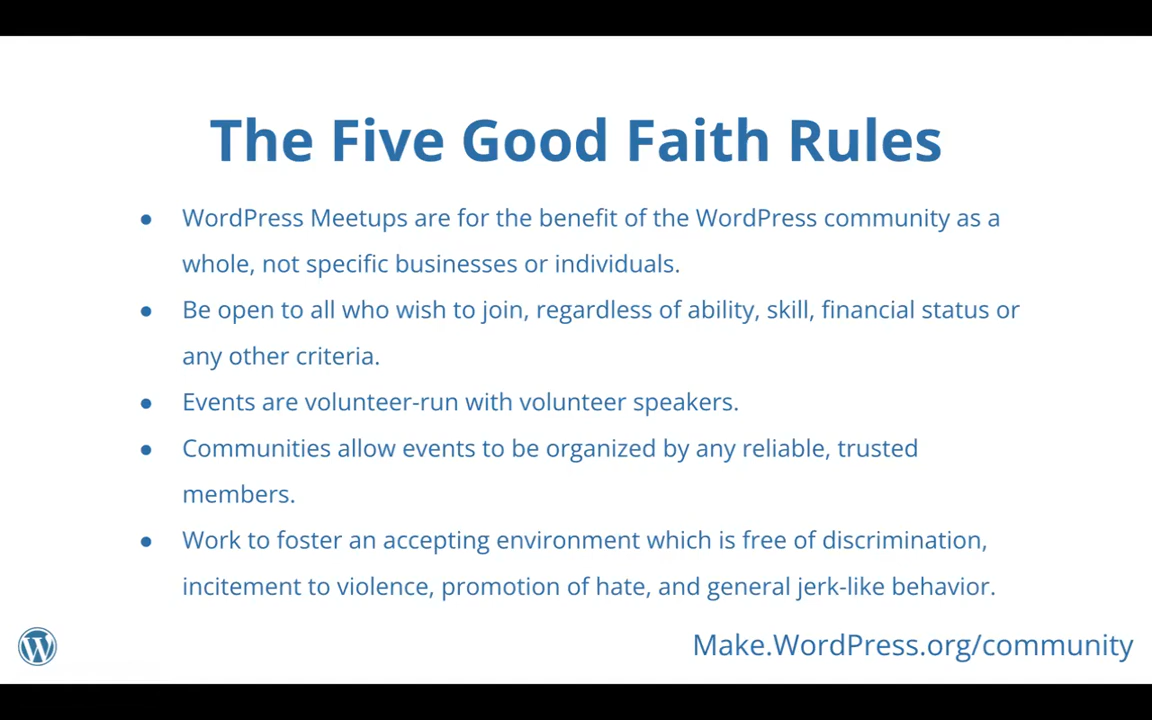 The Five Good Faith Rules
● WordPress Meetups are for the benefit of the WordPress community as a
whole, not specific businesses or individuals.
● Be open to all who wish to join, regardless of ability, skill, financial status or
any other criteria.
● Events are volunteer-run with volunteer speakers.
● Communities allow events to be organized by any reliable, trusted
members.
● Work to foster an accepting environment which is free of discrimination,
incitement to violence, promotion of hate, and general jerk-like behavior.
W
Make.WordPress.org/community